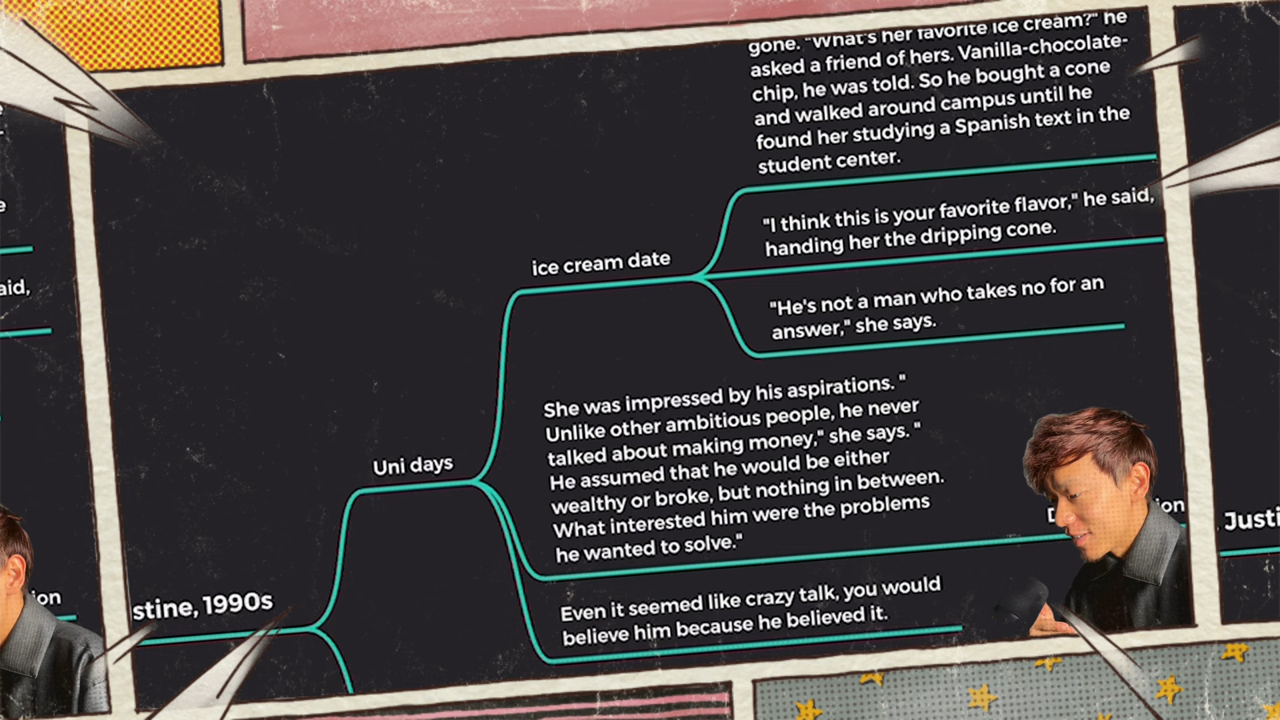 gone. "What's her favorite ice cream?" he
asked a friend of hers. Vanilla-chocolate-
chip, he was told. So he bought a cone
and walked around campus until he
found her studying a Spanish text in the
student center.
"I think this is your favorite flavor," he said,
handing her the dripping cone.
ice cream date
"He's not a man who takes no for an
answer," she says.
She was impressed by his aspirations. "
Unlike other ambitious people, he never
talked about making money," she says. "
He assumed that he would be either
wealthy or broke, but nothing in between.
What interested him were the problems
he wanted to solve."
Uni days
Even it seemed like crazy talk, you would
believe him because he believed it.
stine, 1990s
aid,
ion
ion
Justi